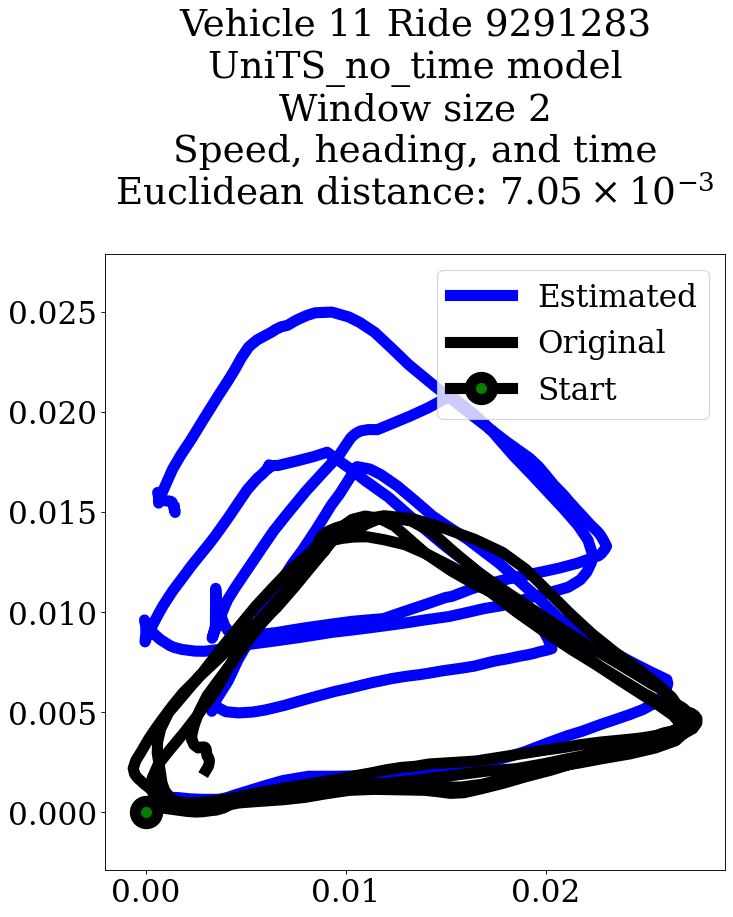 Vehicle 11 Ride 9291283
UniTS_no_time model
Window size 2
Speed, heading, and time
Euclidean distance: 7.05 × 10⁻³
Estimated
Original
Start
0.025
0.020
0.015
0.010
0.005
0.000
0.00 0.01 0.02